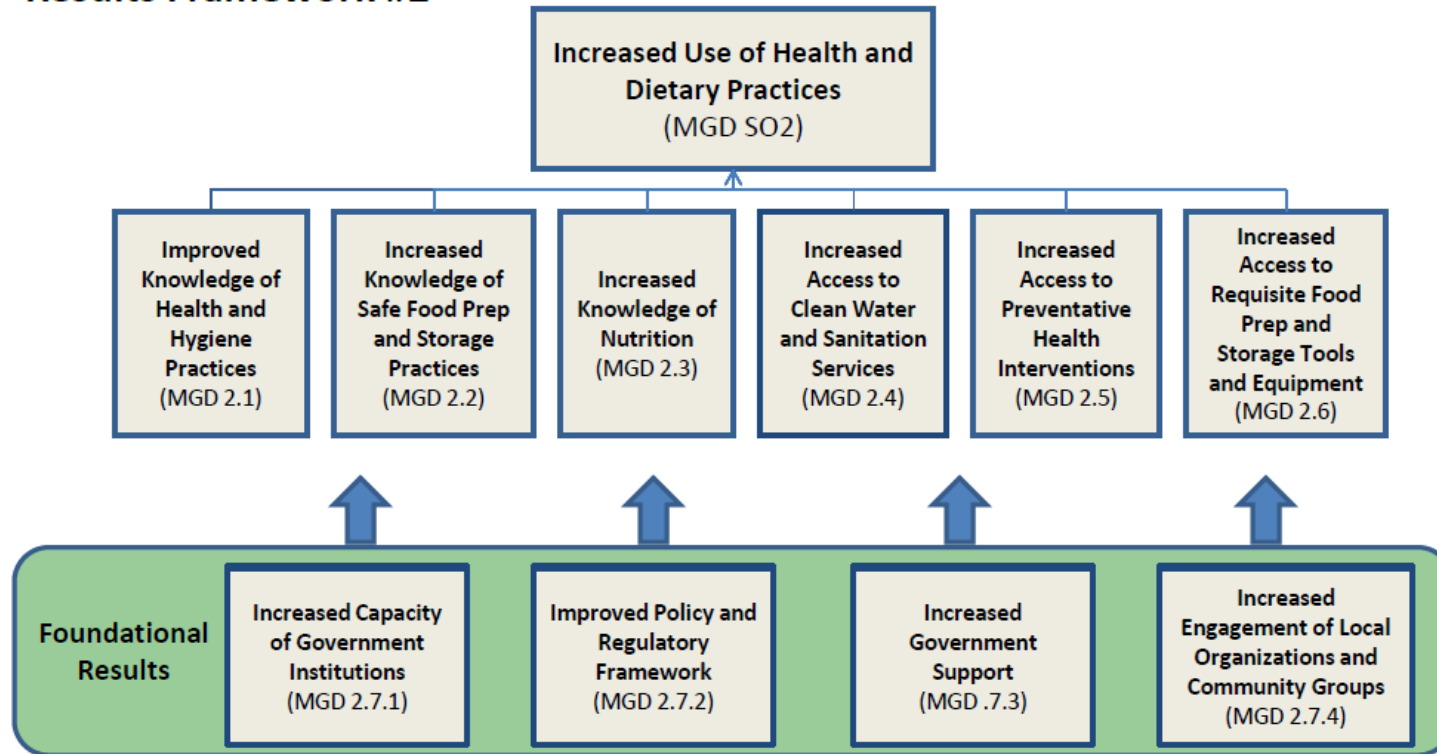 Results Framework #2
Increased Use of Health and
Dietary Practices
(MGD SO2)
Improved
Knowledge of
Health and
Hygiene
Practices
(MGD 2.1)
Increased
Knowledge of
Safe Food Prep
and Storage
Practices
(MGD 2.2)
Increased
Knowledge of
Nutrition
(MGD 2.3)
Increased
Access to
Clean Water
and Sanitation
Services
(MGD 2.4)
Increased
Access to
Preventative
Health
Interventions
(MGD 2.5)
Increased
Access to
Requisite Food
Prep and
Storage Tools
and Equipment
(MGD 2.6)
Foundational
Results
Increased Capacity
of Government
Institutions
(MGD 2.7.1)
Improved Policy and
Regulatory
Framework
(MGD 2.7.2)
Increased
Government
Support
(MGD .7.3)
Increased
Engagement of Local
Organizations and
Community Groups
(MGD 2.7.4)